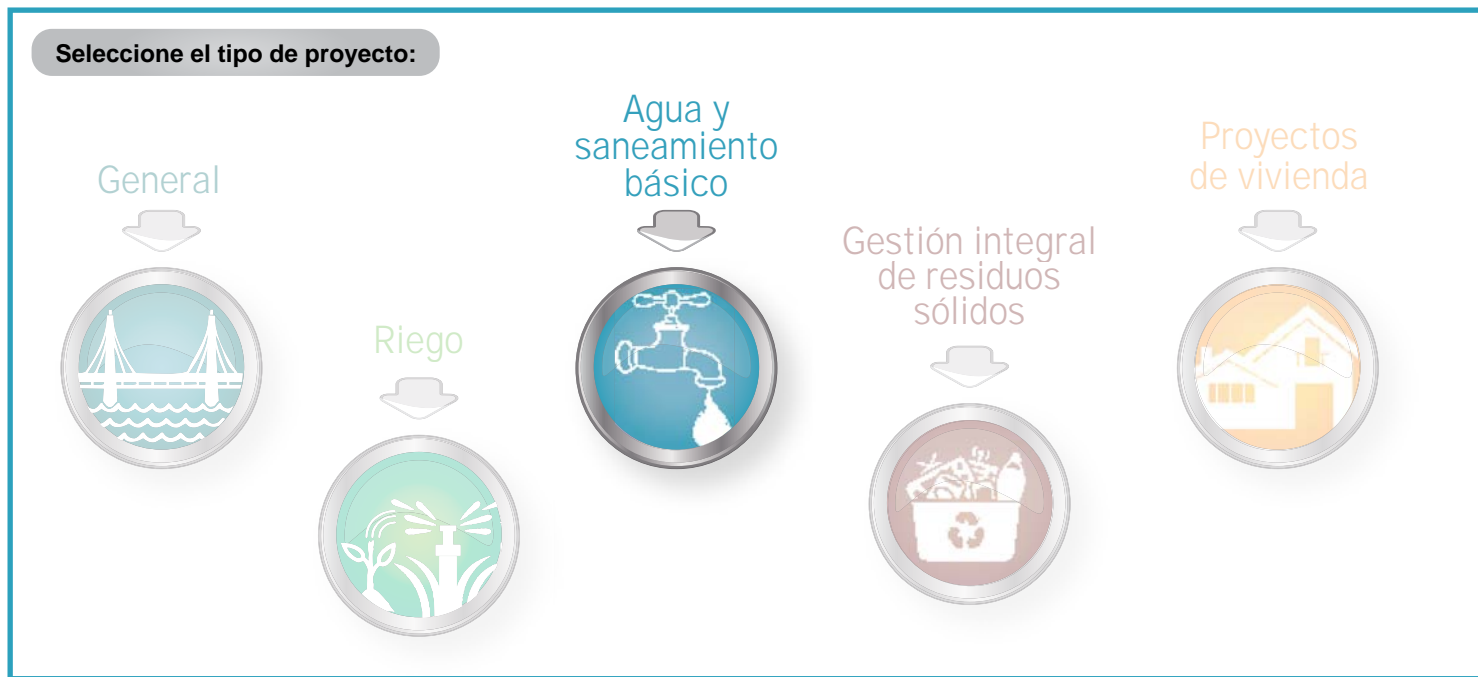 Seleccione el tipo de proyecto:
General
Riego
Agua y
saneamiento
básico
Gestión integral
de residuos
sólidos
Proyectos
de vivienda